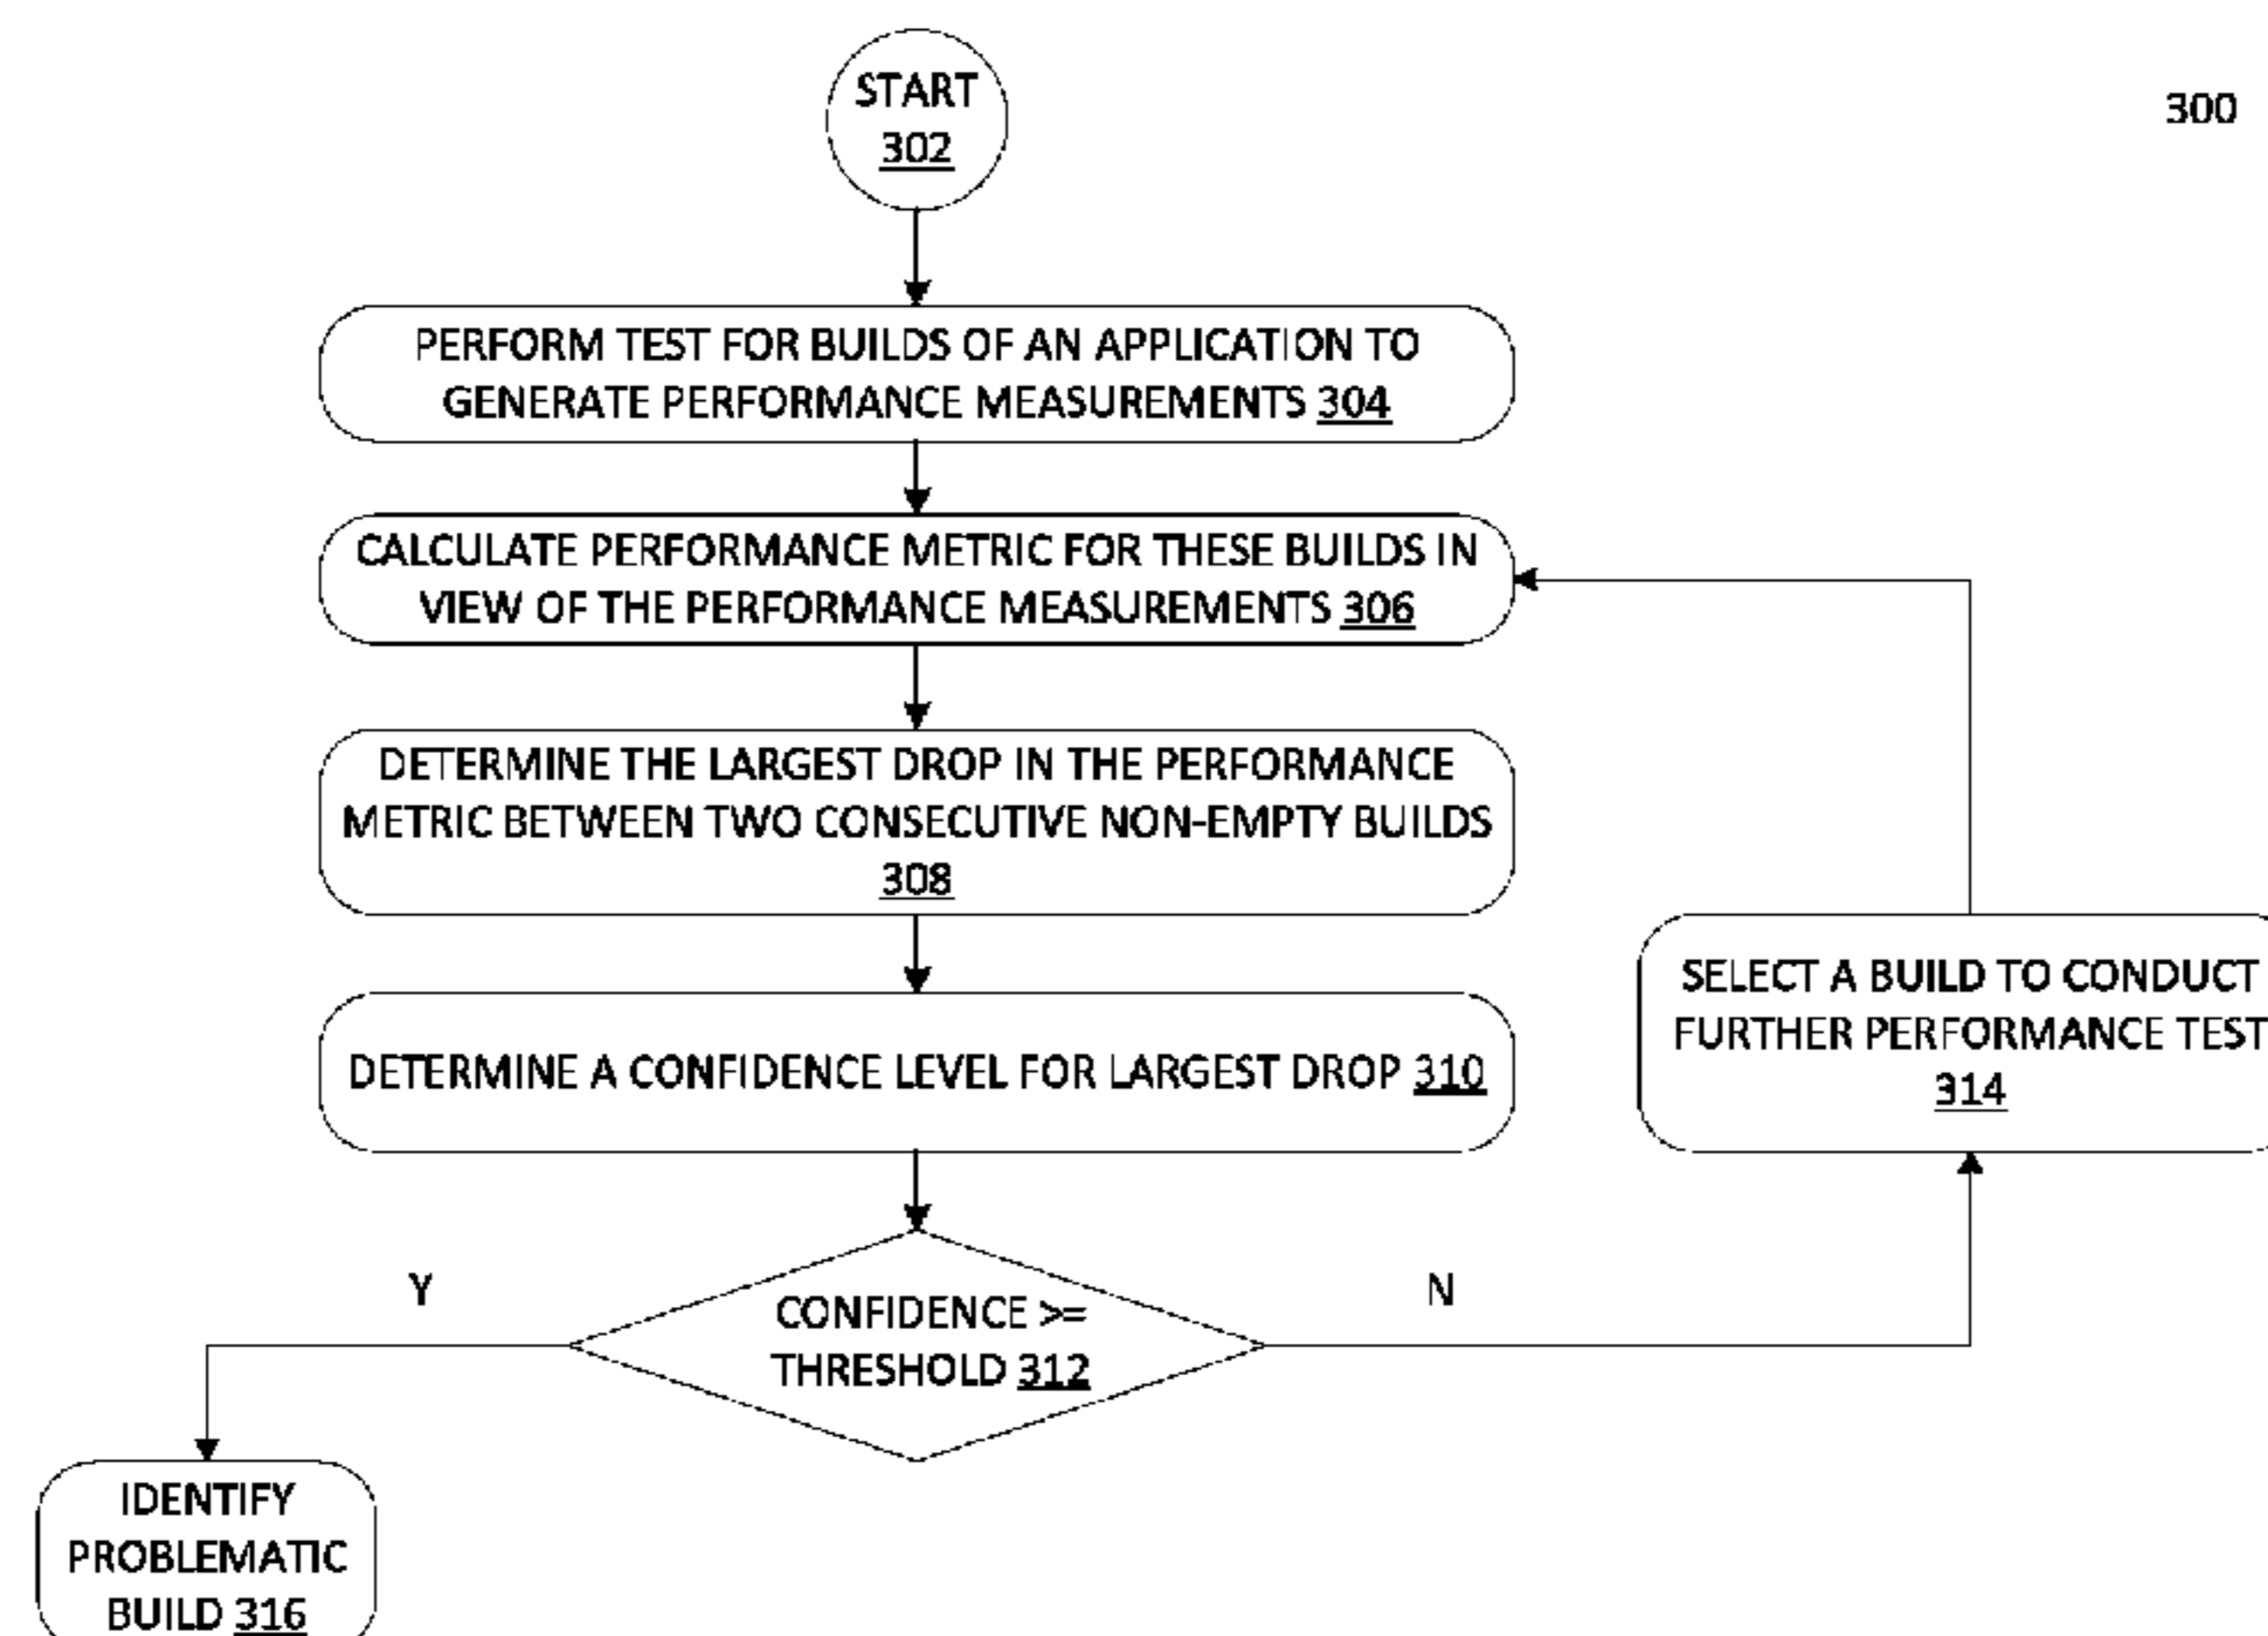 START
302
300
PERFORM TEST FOR BUILDS OF AN APPLICATION TO
GENERATE PERFORMANCE MEASUREMENTS 304
CALCULATE PERFORMANCE METRIC FOR THESE BUILDS IN
VIEW OF THE PERFORMANCE MEASUREMENTS 306
DETERMINE THE LARGEST DROP IN THE PERFORMANCE
METRIC BETWEEN TWO CONSECUTIVE NON-EMPTY BUILDS
308
SELECT A BUILD TO CONDUCT
FURTHER PERFORMANCE TEST
314
DETERMINE A CONFIDENCE LEVEL FOR LARGEST DROP 310
Y
N
CONFIDENCE >=
THRESHOLD 312
IDENTIFY
PROBLEMATIC
BUILD 316